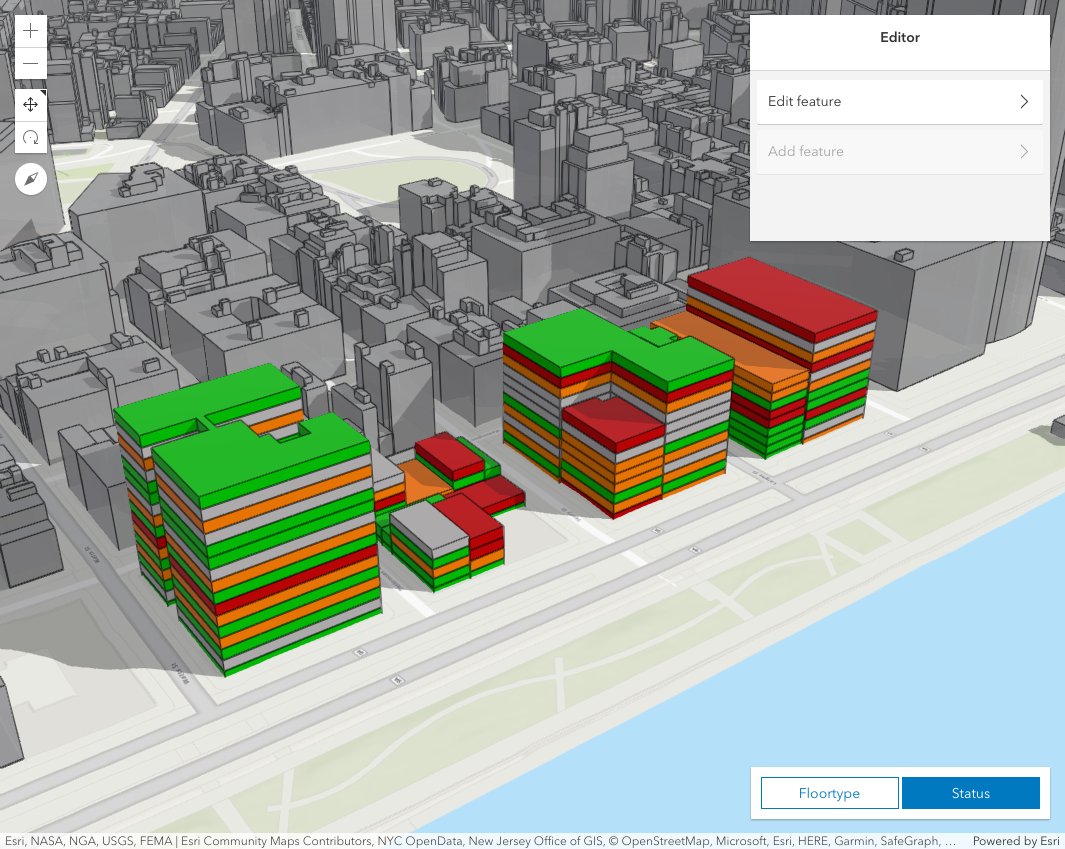 Editor
Edit feature
Add feature
Floortype
Status
Esri, NASA, NGA, USGS, FEMA | Esri Community Maps Contributors, NYC OpenData, New Jersey Office of GIS, © OpenStreetMap, Microsoft, Esri, HERE, Garmin, SafeGraph, …
Powered by Esri